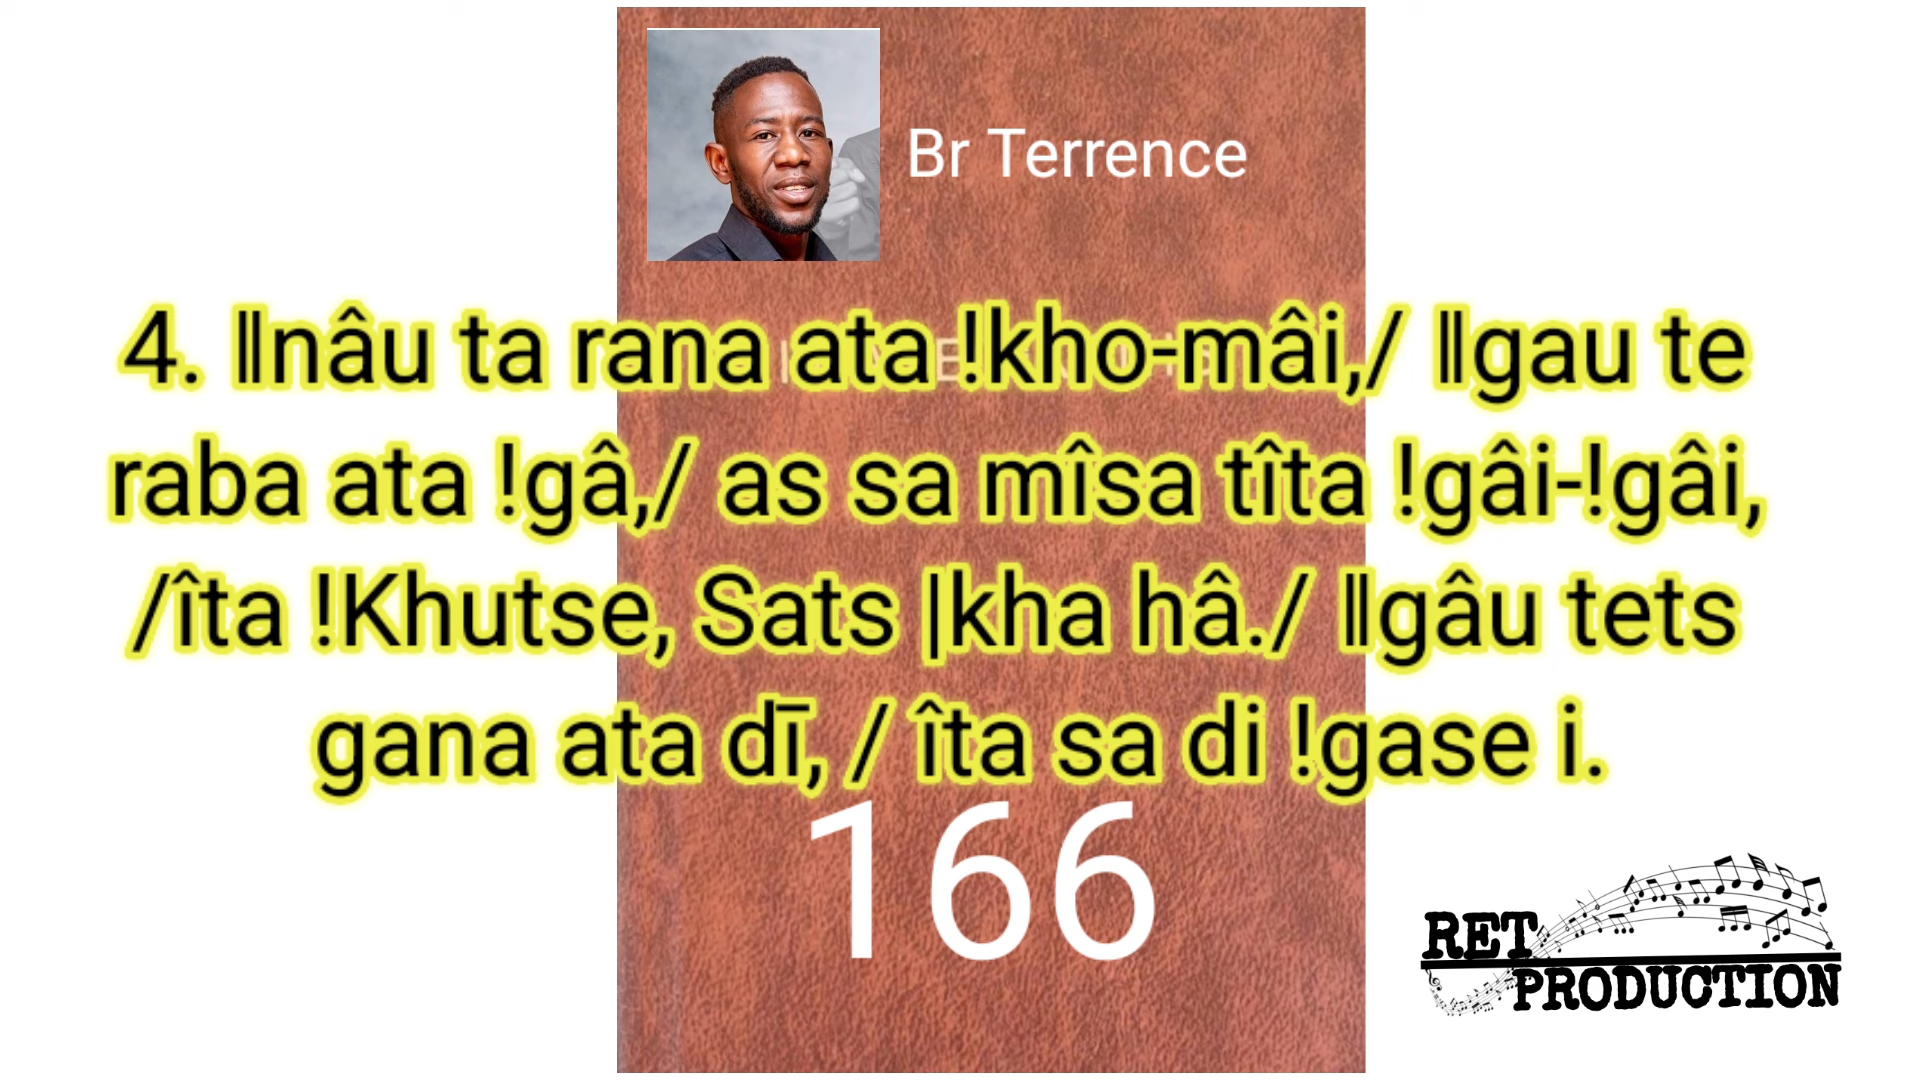 Br Terrence
4. ǁnâu ta rana ata !kho-mâi,/ ǁgau te
raba ata !gâ,/ as sa mîsa tîta !gâi-!gâi,
/îta !Khutse, Sats |kha hâ./ ǁgâu tets
gana ata dī, / îta sa di !gase i.
166
RET
PRODUCTION